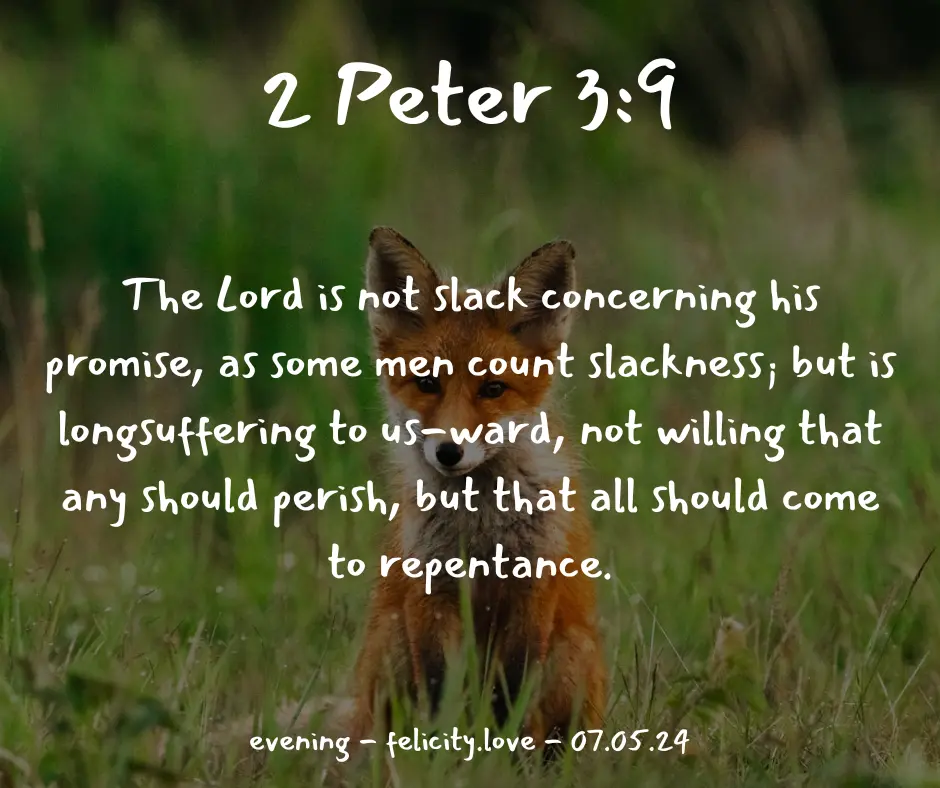 2 Peter 3:9
The Lord is not slack concerning his
promise, as some men count slackness; but is
longsuffering to us-ward, not willing that
any should perish, but that all should come
to repentance.
evening - felicity.love - 07.05.24